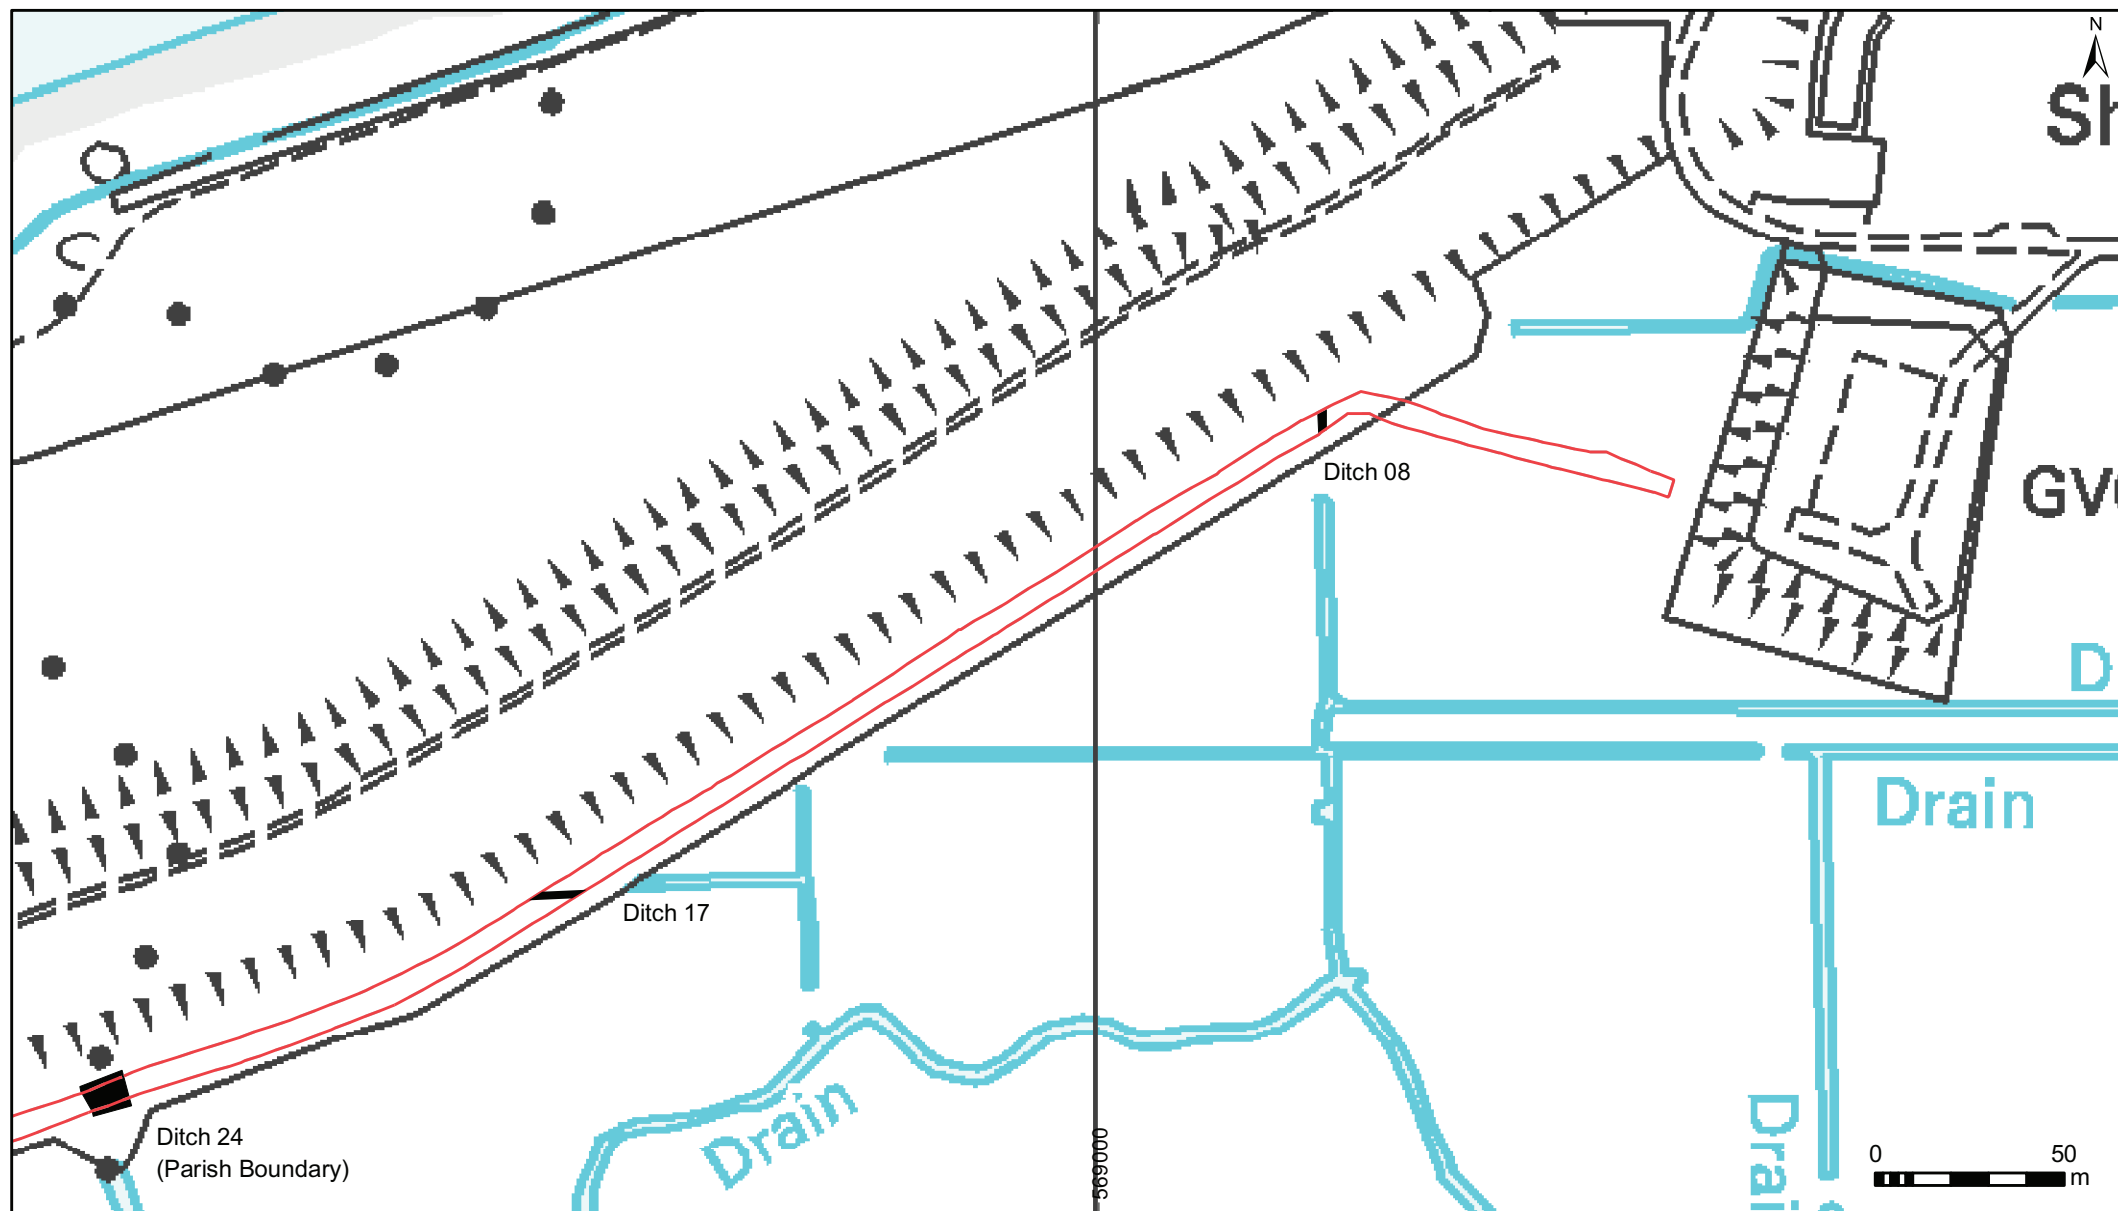 N
Ditch 08
Drain
Ditch 17
Drain
Ditch 24
(Parish Boundary)
569000
0 50
m